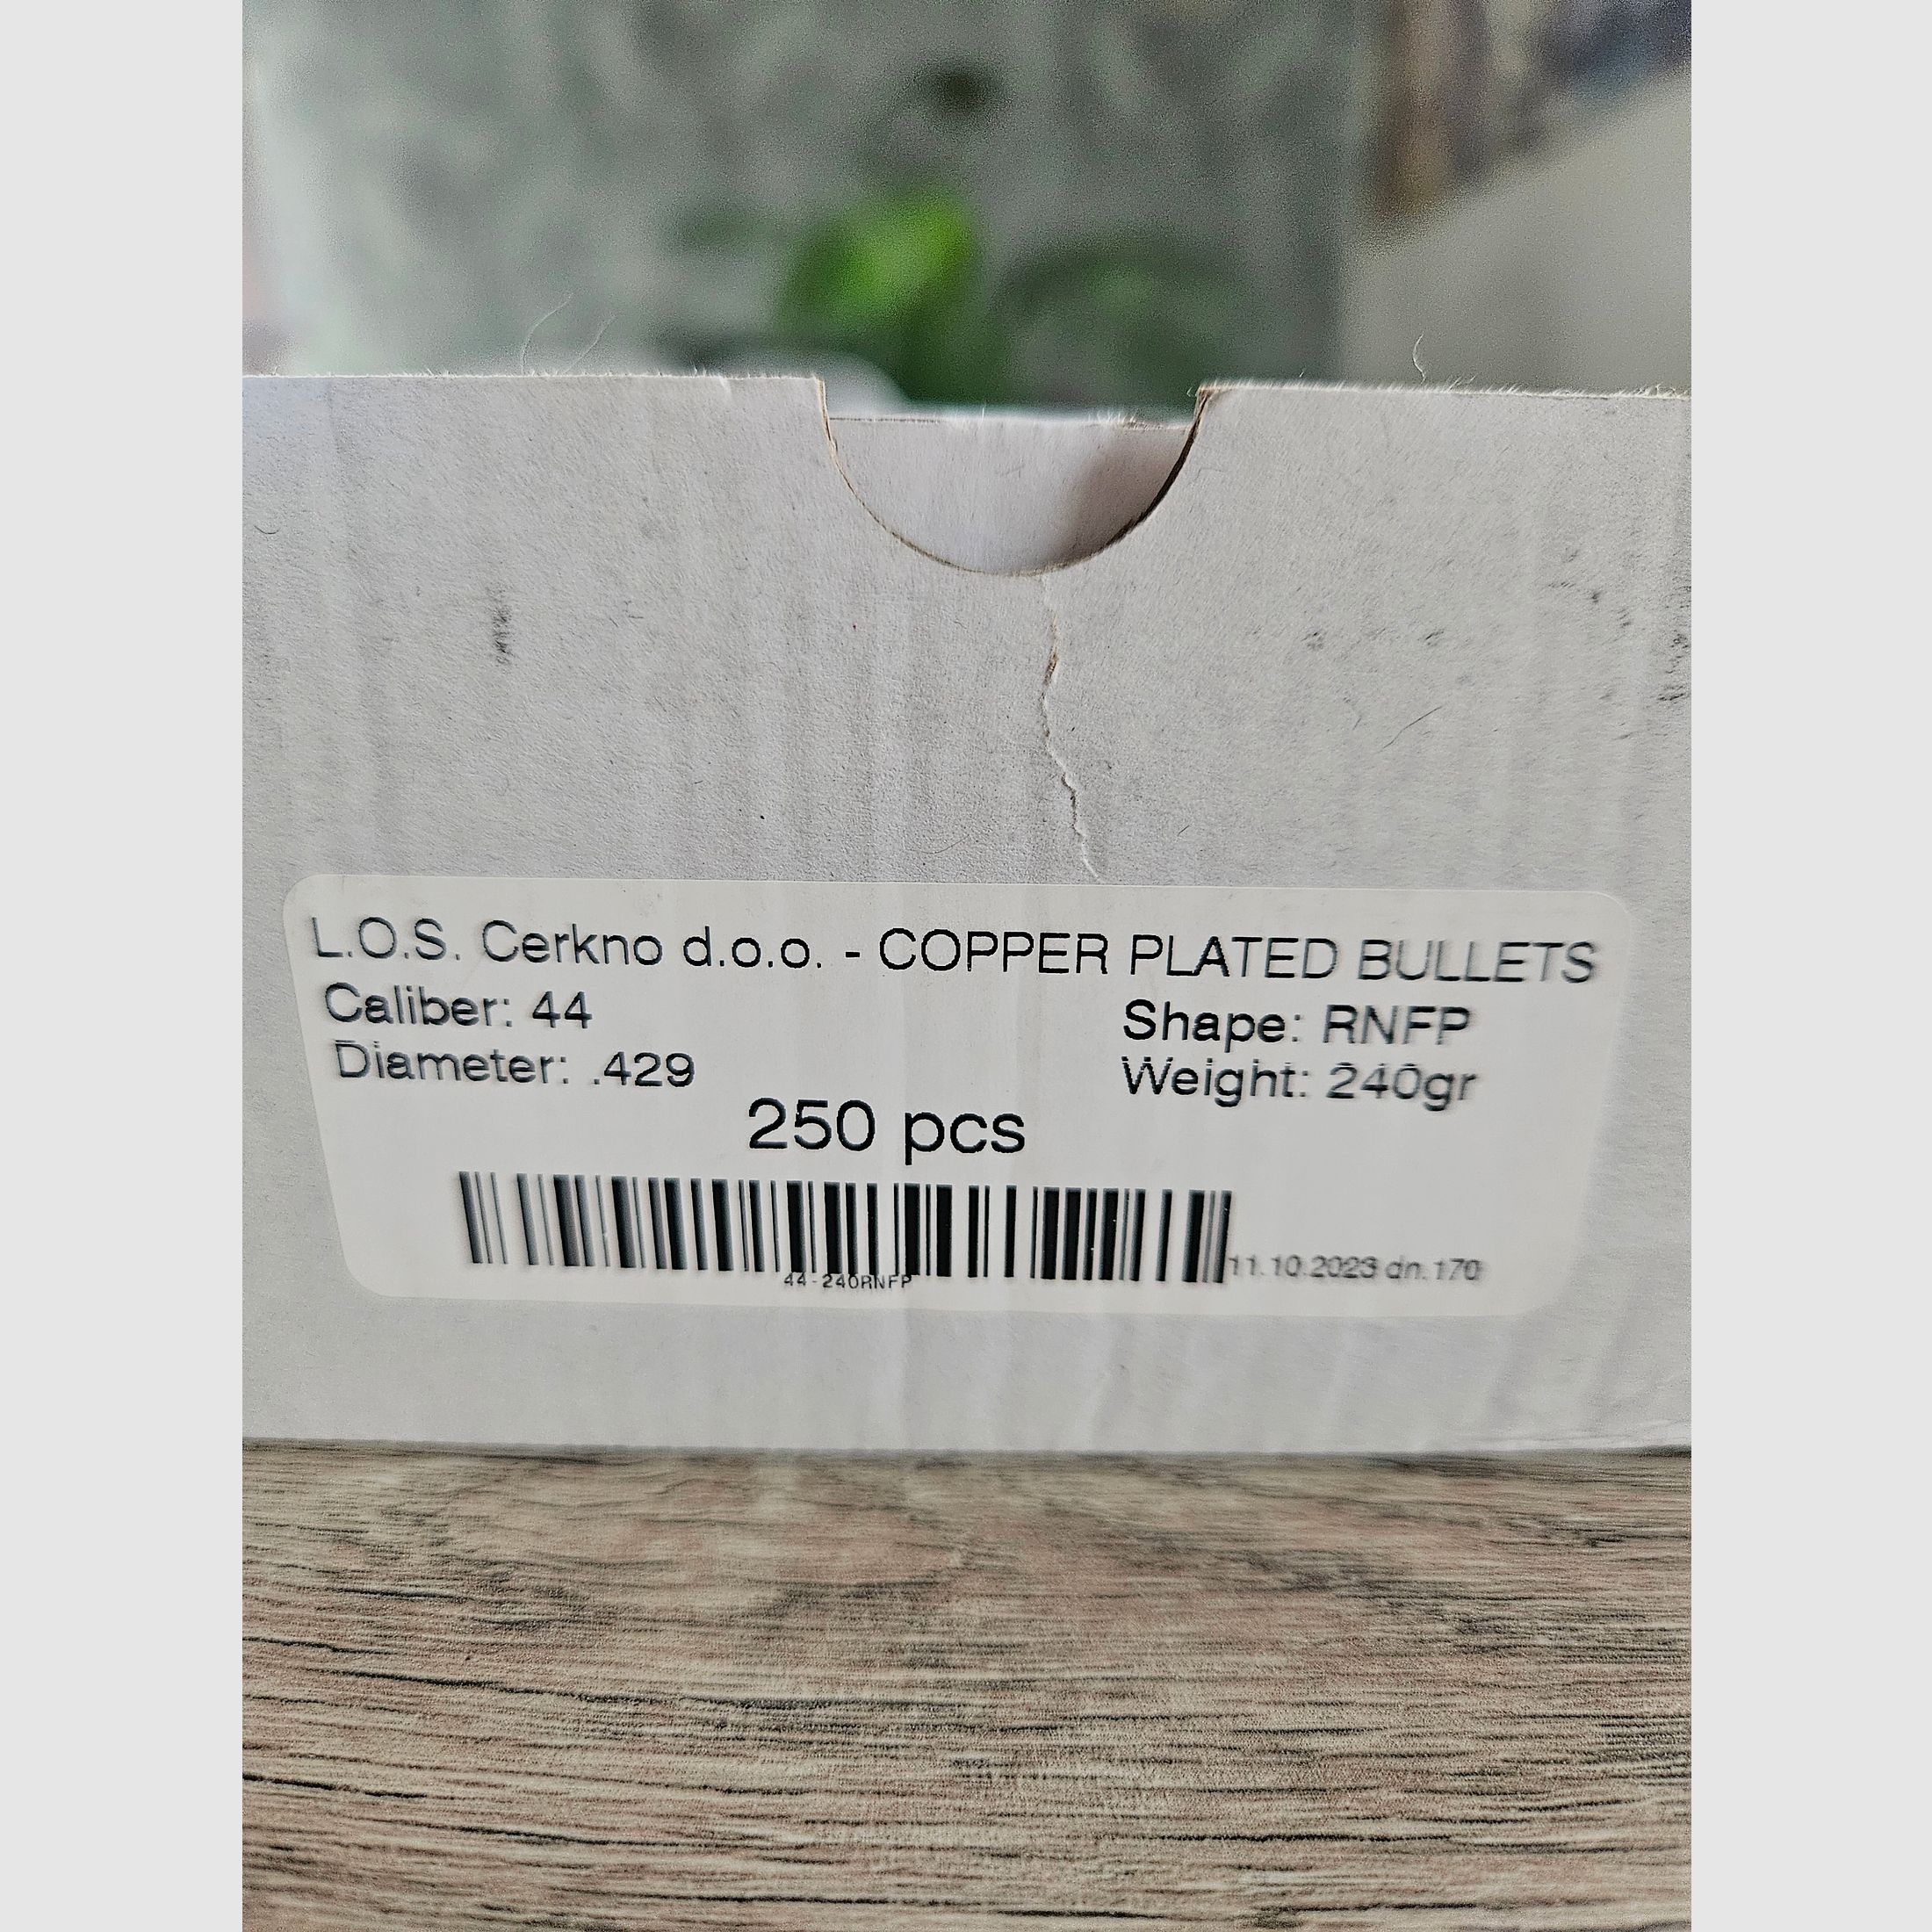 L.O.S. Cerkno d.o.o. - COPPER PLATED BULLETS
Caliber: 44
Shape: RNFP
Diameter: .429
Weight: 240gr
250 pcs
44-240RNFP
11.10.2023 dn.170